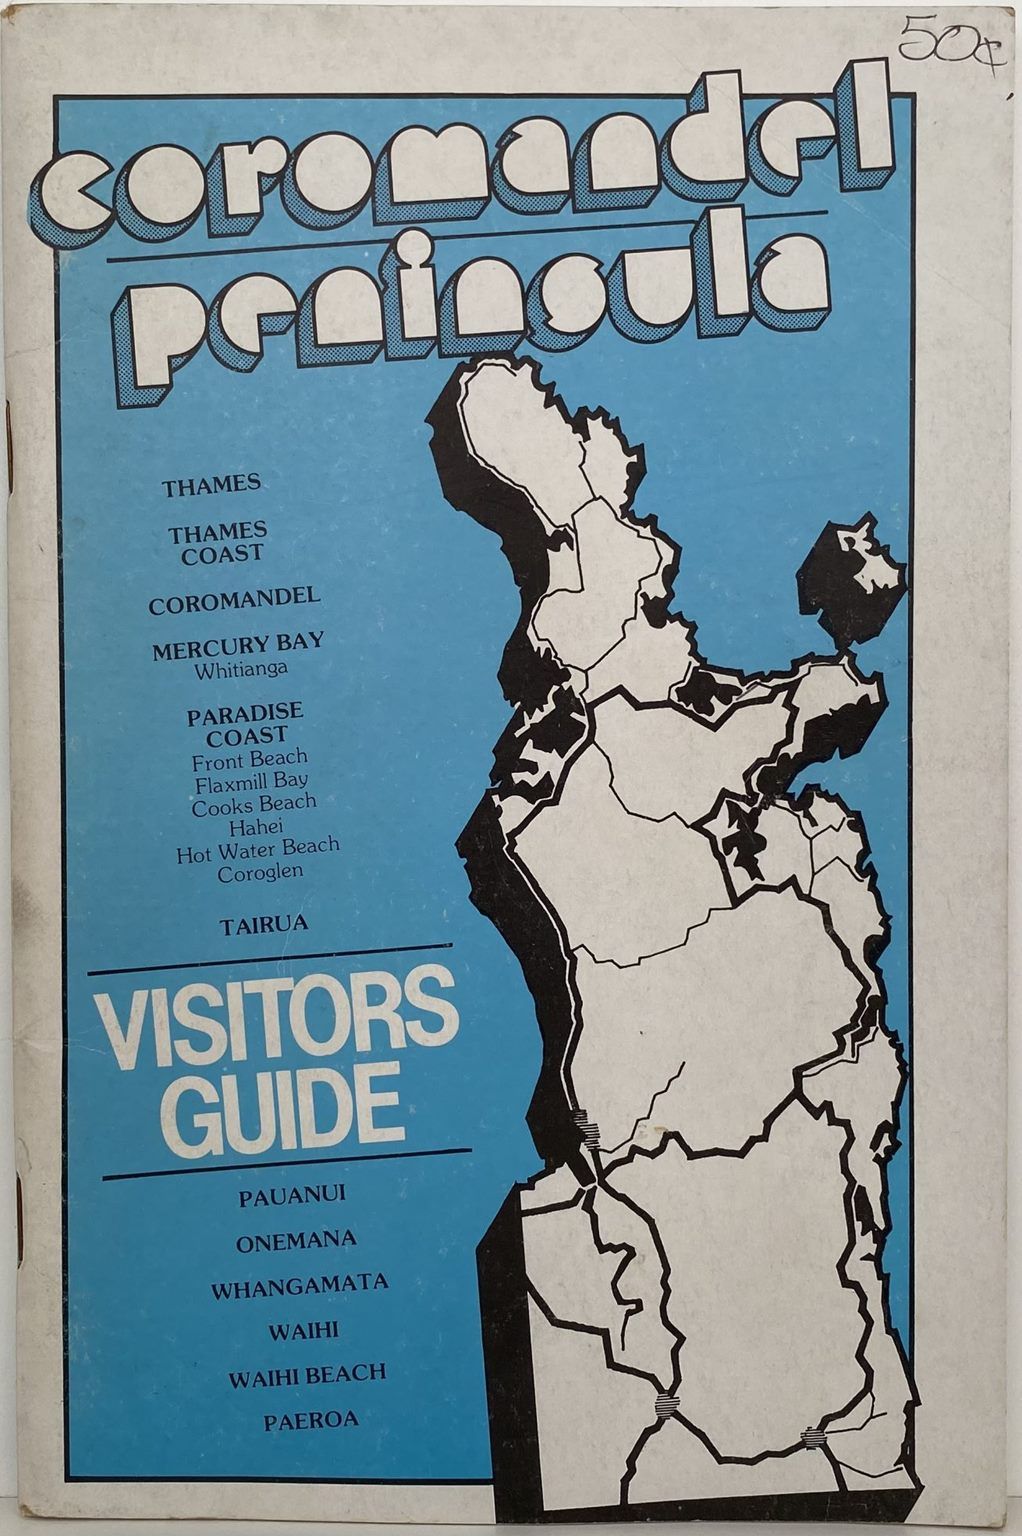 50¢
coromandel
peninsula
THAMES
THAMES
COAST
COROMANDEL
MERCURY BAY
Whitianga
PARADISE
COAST
Front Beach
Flaxmill Bay
Cooks Beach
Hahei
Hot Water Beach
Coroglen
TAIRUA
VISITORS
GUIDE
PAUANUI
ONEMANA
WHANGAMATA
WAIHI
WAIHI BEACH
PAEROA